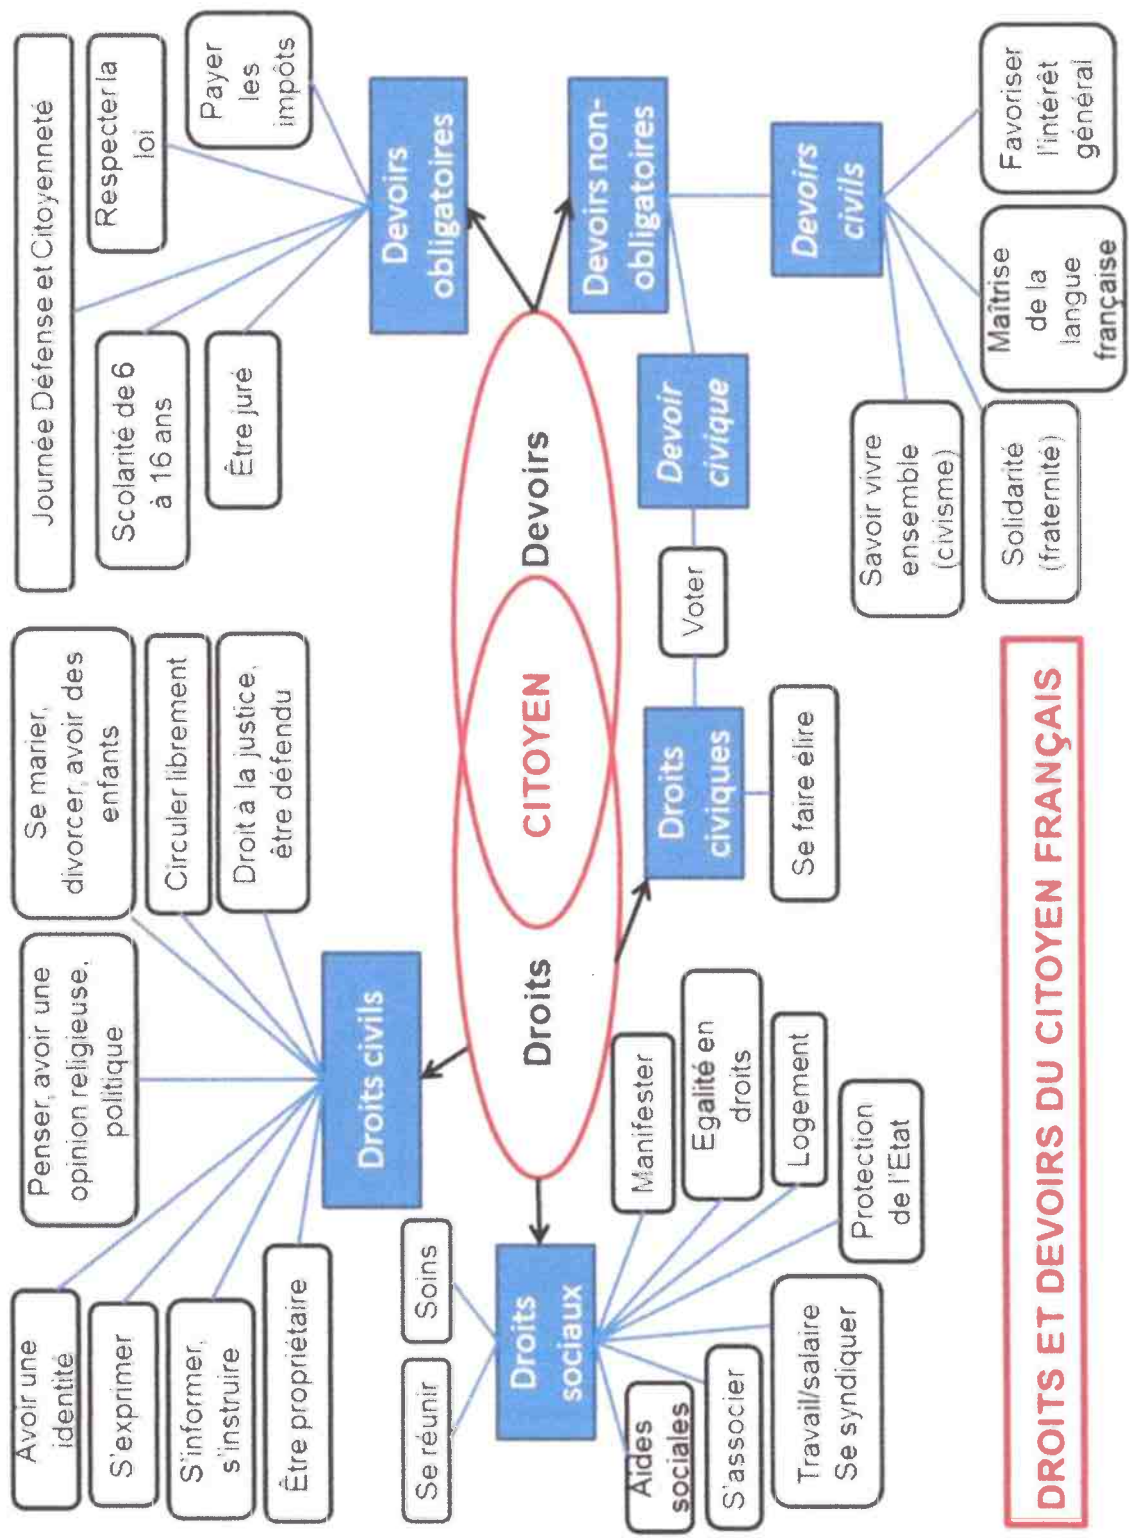 Avoir une
identité
S'exprimer
S'informer,
s'instruire
Être propriétaire
Penser, avoir une
opinion religieuse,
politique
Se marier,
divorcer, avoir des
enfants
Circuler librement
Droit à la justice,
être défendu
Droits civils
Journée Défense et Citoyenneté
Scolarité de 6
à 16 ans
Respecter la
loi
Être juré
Payer
les
impôts
Devoirs
obligatoires
Se réunir
Soins
Droits
sociaux
Droits
CITOYEN
Devoirs
Devoirs non-
obligatoires
Aides
sociales
S'associer
Travail/salaire
Se syndiquer
Manifester
Egalité en
droits
Logement
Protection
de l'Etat
Droits
civiques
Voter
Devoir
civique
Se faire élire
Devoirs
civils
Savoir vivre
ensemble
(civisme)
Solidarité
(fraternité)
Maîtrise
de la
langue
française
Favoriser
l'intérêt
général
DROITS ET DEVOIRS DU CITOYEN FRANÇAIS